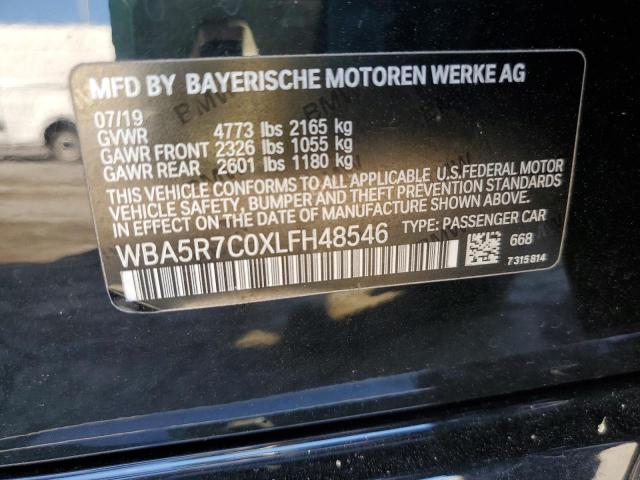 MFD BY BAYERISCHE MOTOREN WERKE AG
07/19
GVWR 4773 lbs 2165 kg
GAWR FRONT 2326 lbs 1055 kg
GAWR REAR 2601 lbs 1180 kg
THIS VEHICLE CONFORMS TO ALL APPLICABLE U.S.FEDERAL MOTOR
VEHICLE SAFETY, BUMPER AND THEFT PREVENTION STANDARDS
IN EFFECT ON THE DATE OF MANUFACTURE SHOWN ABOVE.
WBA5R7C0XLFH48546 TYPE: PASSENGER CAR
668
7315814